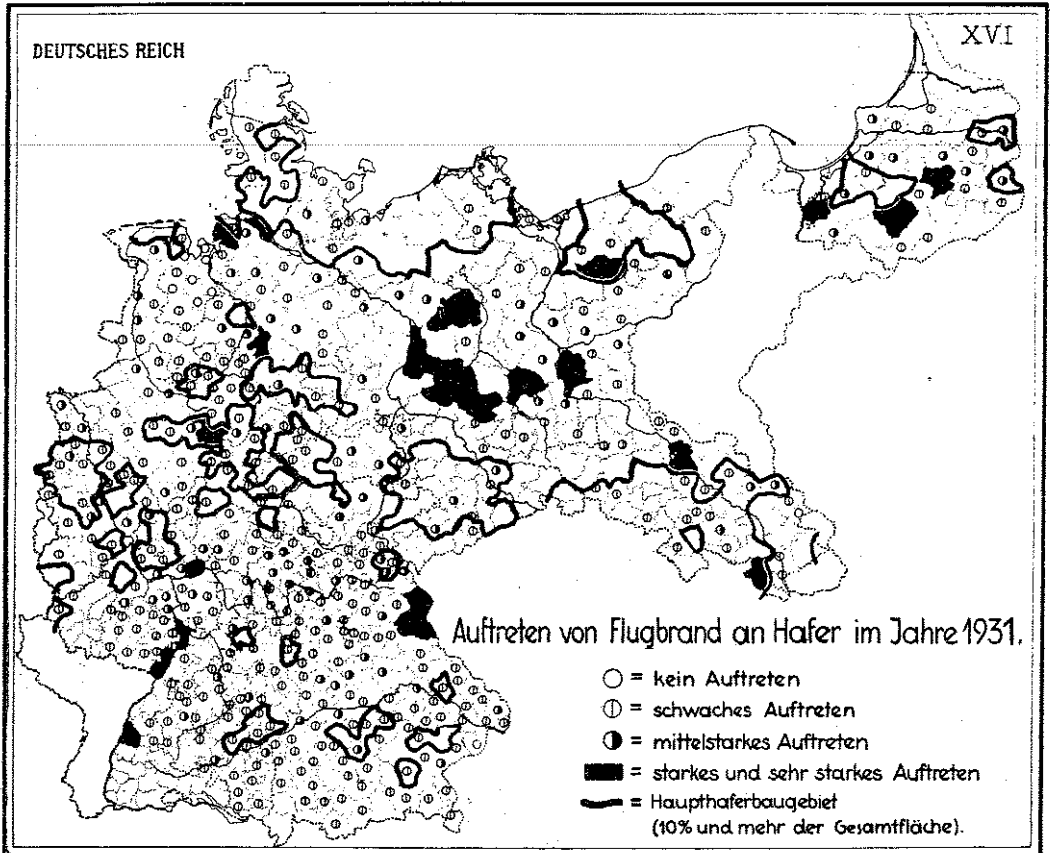 DEUTSCHES REICH
XVI
Auftreten von Flugbrand an Hafer im Jahre 1931.
= kein Auftreten
= schwaches Auftreten
= mittelstarkes Auftreten
= starkes und sehr starkes Auftreten
= Haupthaferbaugebiet
(10% und mehr der Gesamtfläche).